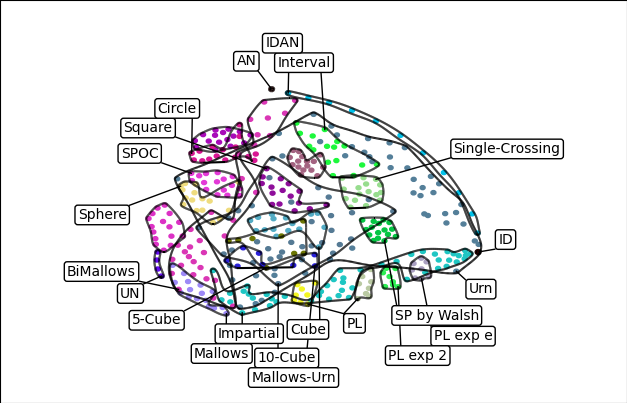 IDAN
AN
Interval
Circle
Square
SPOC
Single-Crossing
Sphere
ID
BiMallows
UN
Urn
5-Cube
SP by Walsh
Impartial
Cube
PL
PL exp e
Mallows
10-Cube
PL exp 2
Mallows-Urn